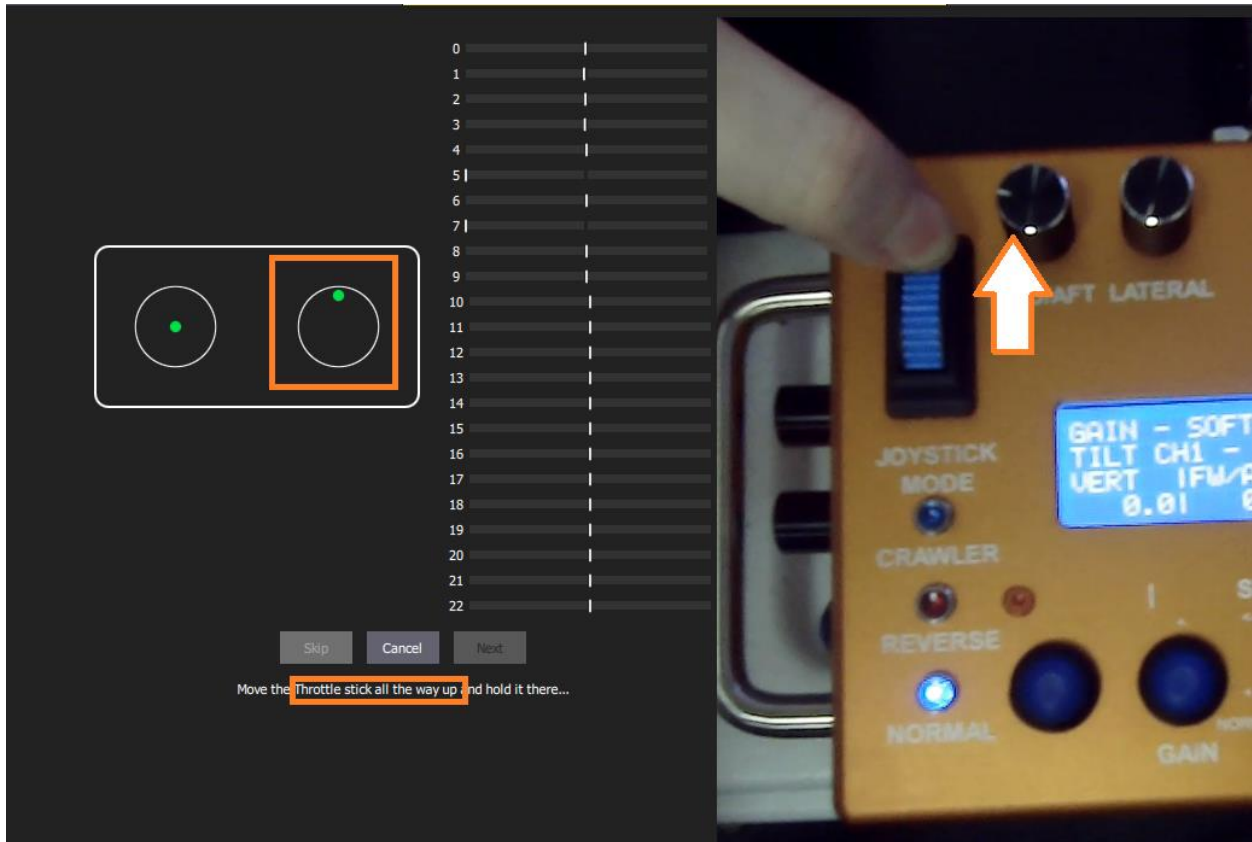 0
1
2
3
4
5
6
7
8
9
10
11
12
13
14
15
16
17
18
19
20
21
22
Skip
Cancel
Next
Move the Throttle stick all the way up and hold it there...
AFT LATERAL
GAIN - SOFT
TILT CH1 -
VERT |FW/
0.0|
JOYSTICK
MODE
CRAWLER
REVERSE
NORMAL
GAIN